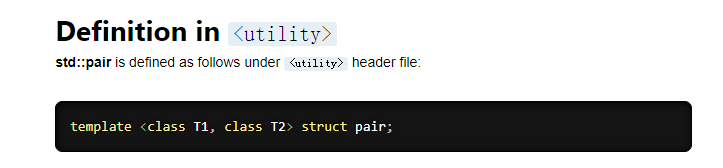 Definition in <utility>
std::pair is defined as follows under <utility> header file:
template <class T1, class T2> struct pair;